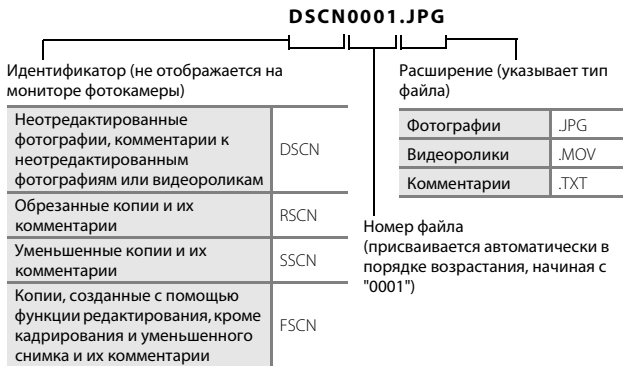 DSCN0001.JPG
Идентификатор (не отображается на
мониторе фотокамеры)
Неотредактированные
фотографии, комментарии к
неотредактированным
фотографиям или видеороликам
DSCN
Обрезанные копии и их
комментарии
RSCN
Уменьшенные копии и их
комментарии
SSCN
Копии, созданные с помощью
функции редактирования, кроме
кадрирования и уменьшенного
снимка и их комментарии
FSCN
Расширение (указывает тип
файла)
Фотографии .JPG
Видеоролики .MOV
Комментарии .TXT
Номер файла
(присваивается автоматически в
порядке возрастания, начиная с
"0001")